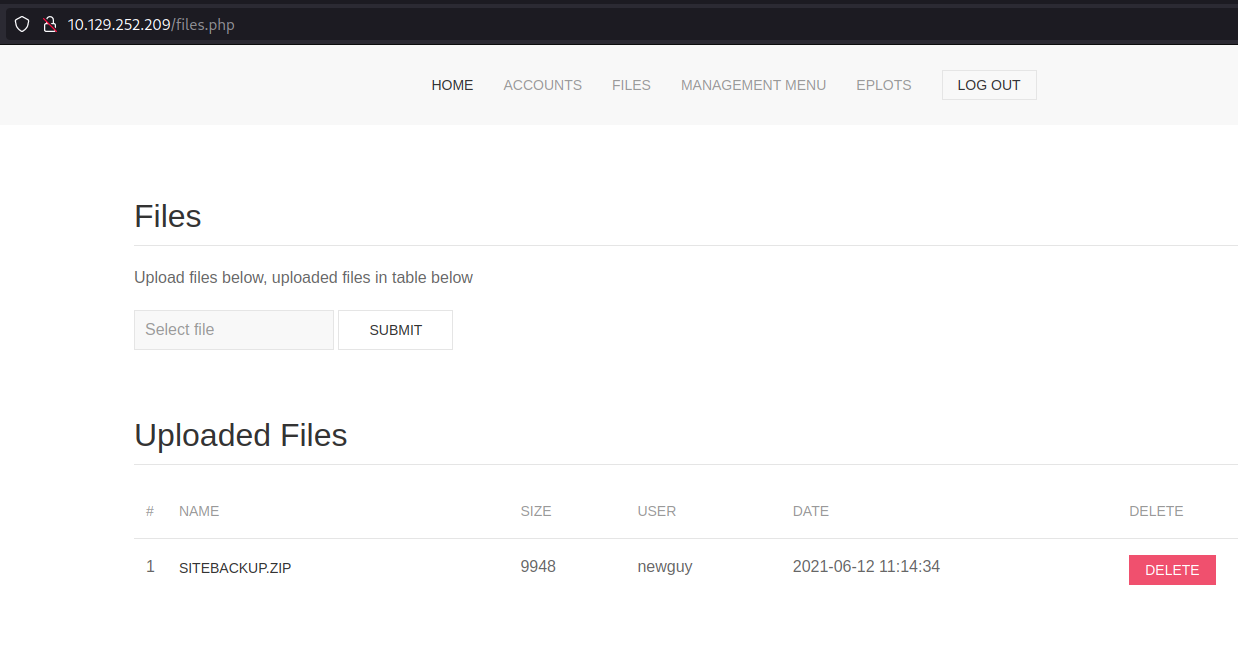 10.129.252.209/files.php
HOME ACCOUNTS FILES MANAGEMENT MENU EPLOTS LOG OUT
Files
Upload files below, uploaded files in table below
Select file SUBMIT
Uploaded Files
# NAME SIZE USER DATE DELETE
1 SITEBACKUP.ZIP 9948 newguy 2021-06-12 11:14:34 DELETE